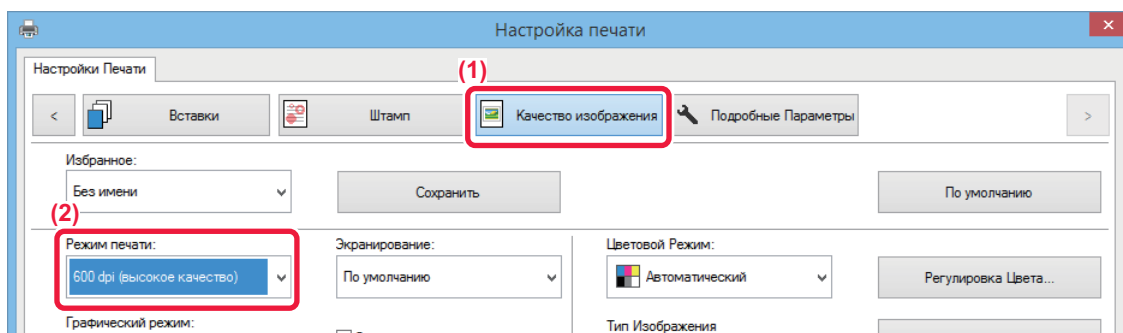 Настройка печати
Настройки Печати
(1)
< Вставки Штамп Качество изображения Подробные Параметры >
Избранное:
Без имени Сохранить По умолчанию
(2)
Режим печати: Экранирование: Цветовой Режим:
600 dpi (высокое качество) По умолчанию Автоматический Регулировка Цвета...
Графический режим: Тип Изображения